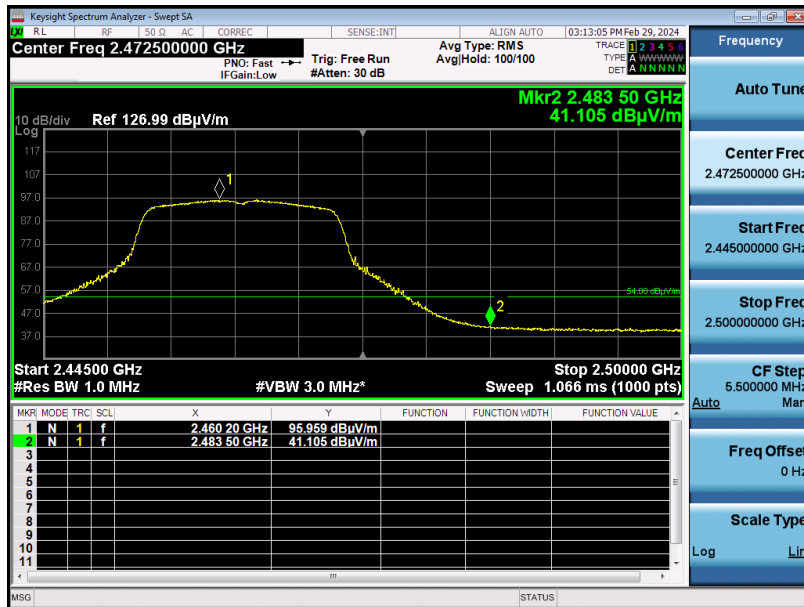 Keysight Spectrum Analyzer - Swept SA
LXI RL RF 50 Ω AC CORREC SENSE:INT ALIGN AUTO 03:13:05 PM Feb 29, 2024
Center Freq 2.472500000 GHz
PNO: Fast
IFGain:Low
Trig: Free Run
#Atten: 30 dB
Avg Type: RMS
Avg|Hold: 100/100
TRACE 1 2 3 4 5 6
TYPE A W W W W W
DET A N N N N N
Mkr2 2.483 50 GHz
41.105 dBµV/m
10 dB/div Ref 126.99 dBµV/m
Log
117
107
97.0
87.0
77.0
67.0
57.0
47.0
37.0
1
54.00 dBµV/m
2
Start 2.44500 GHz Stop 2.50000 GHz
#Res BW 1.0 MHz #VBW 3.0 MHz* Sweep 1.066 ms (1000 pts)
MKR MODE TRC SCL X Y FUNCTION FUNCTION WIDTH FUNCTION VALUE
1 N 1 f 2.460 20 GHz 95.959 dBµV/m
2 N 1 f 2.483 50 GHz 41.105 dBµV/m
3
4
5
6
7
8
9
10
11
MSG STATUS
Frequency
Auto Tune
Center Freq
2.472500000 GHz
Start Freq
2.445000000 GHz
Stop Freq
2.500000000 GHz
CF Step
5.500000 MHz
Auto Man
Freq Offset
0 Hz
Scale Type
Log Lin